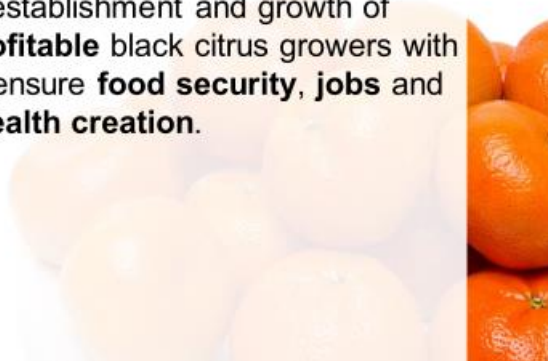 establishment and growth of
ofitable black citrus growers with
ensure food security, jobs and
ealth creation.